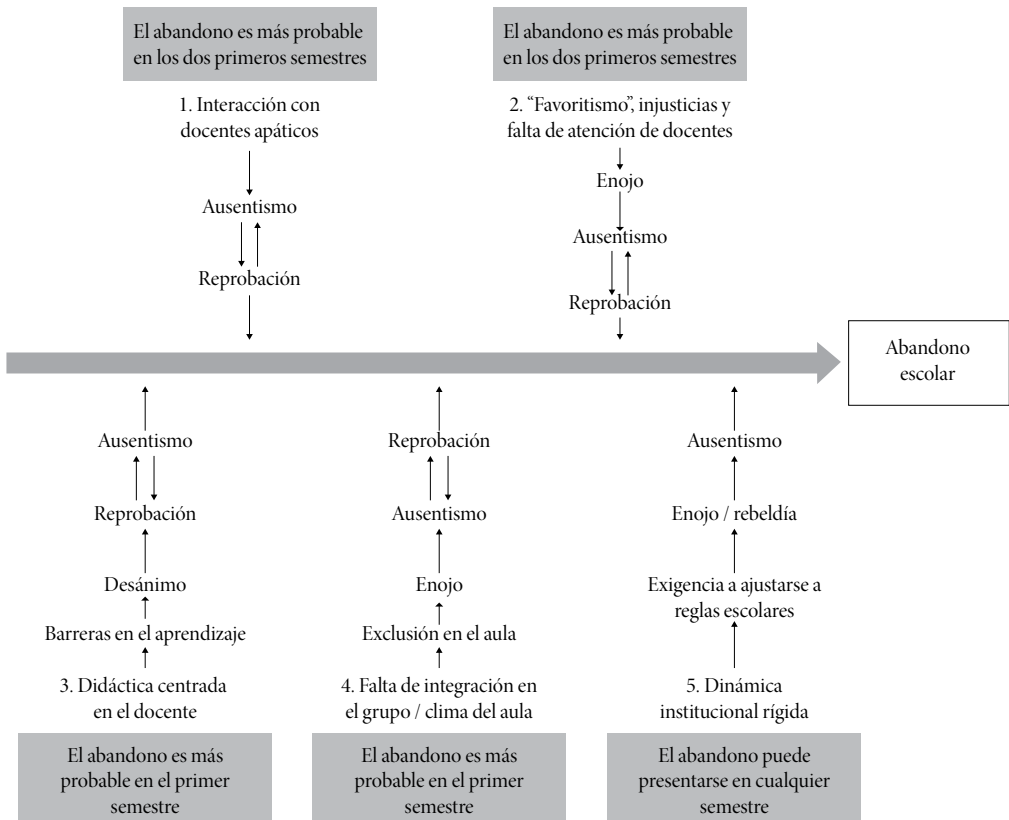 El abandono es más probable
en los dos primeros semestres
1. Interacción con
docentes apáticos
Ausentismo
Reprobación
El abandono es más probable
en los dos primeros semestres
2. “Favoritismo”, injusticias y
falta de atención de docentes
Enojo
Ausentismo
Reprobación
Abandono
escolar
Ausentismo
Reprobación
Desánimo
Barreras en el aprendizaje
3. Didáctica centrada
en el docente
El abandono es más
probable en el primer
semestre
Reprobación
Ausentismo
Enojo
Exclusión en el aula
4. Falta de integración en
el grupo / clima del aula
El abandono es más
probable en el primer
semestre
Ausentismo
Enojo / rebeldía
Exigencia a ajustarse a
reglas escolares
5. Dinámica
institucional rígida
El abandono puede
presentarse en cualquier
semestre